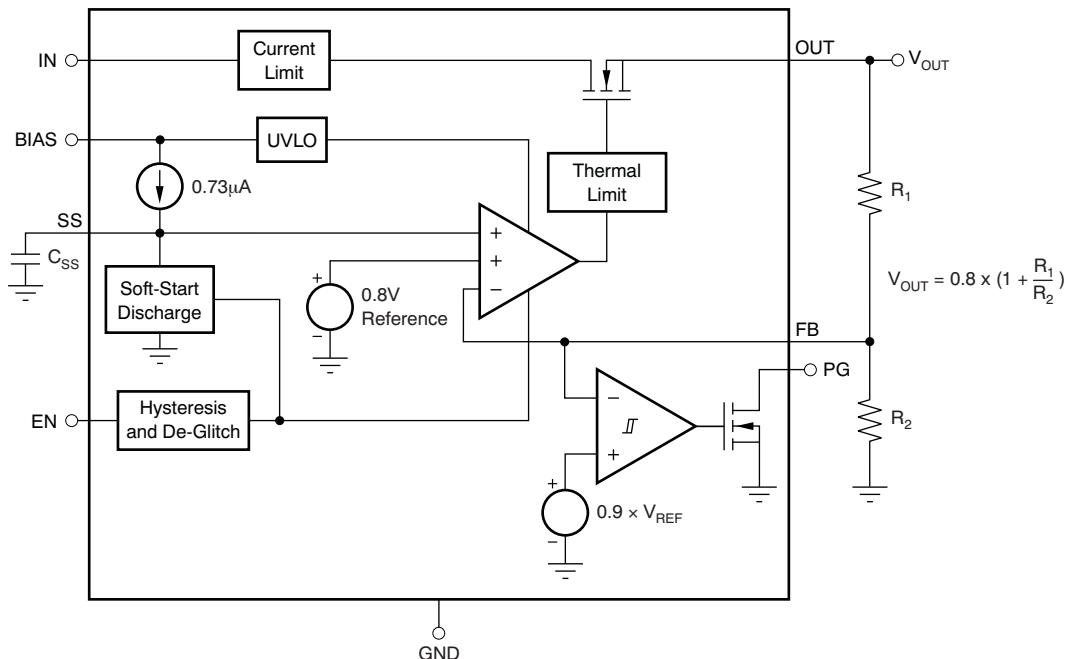 IN
Current
Limit
OUT
V_OUT
BIAS
UVLO
0.73μA
Thermal
Limit
R_1
SS
C_SS
+
+
−
Soft-Start
Discharge
+
0.8V
Reference
−
V_OUT = 0.8 x (1 + R_1/R_2)
FB
PG
EN
Hysteresis
and De-Glitch
−
+
R_2
+
0.9 × V_REF
−
GND